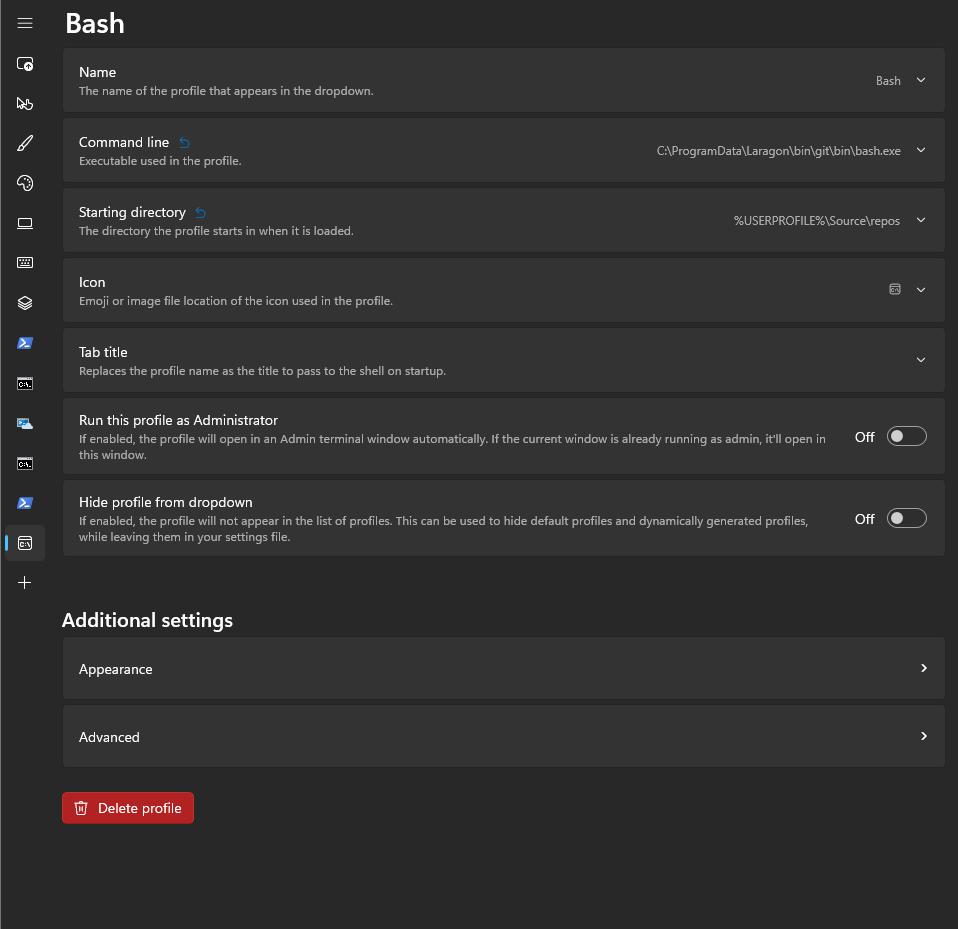 Bash
Name
The name of the profile that appears in the dropdown.
Bash
Command line
Executable used in the profile.
C:\ProgramData\Laragon\bin\git\bin\bash.exe
Starting directory
The directory the profile starts in when it is loaded.
%USERPROFILE%\Source\repos
Icon
Emoji or image file location of the icon used in the profile.
Tab title
Replaces the profile name as the title to pass to the shell on startup.
Run this profile as Administrator
If enabled, the profile will open in an Admin terminal window automatically. If the current window is already running as admin, it'll open in
this window.
Off
Hide profile from dropdown
If enabled, the profile will not appear in the list of profiles. This can be used to hide default profiles and dynamically generated profiles,
while leaving them in your settings file.
Off
Additional settings
Appearance
Advanced
Delete profile